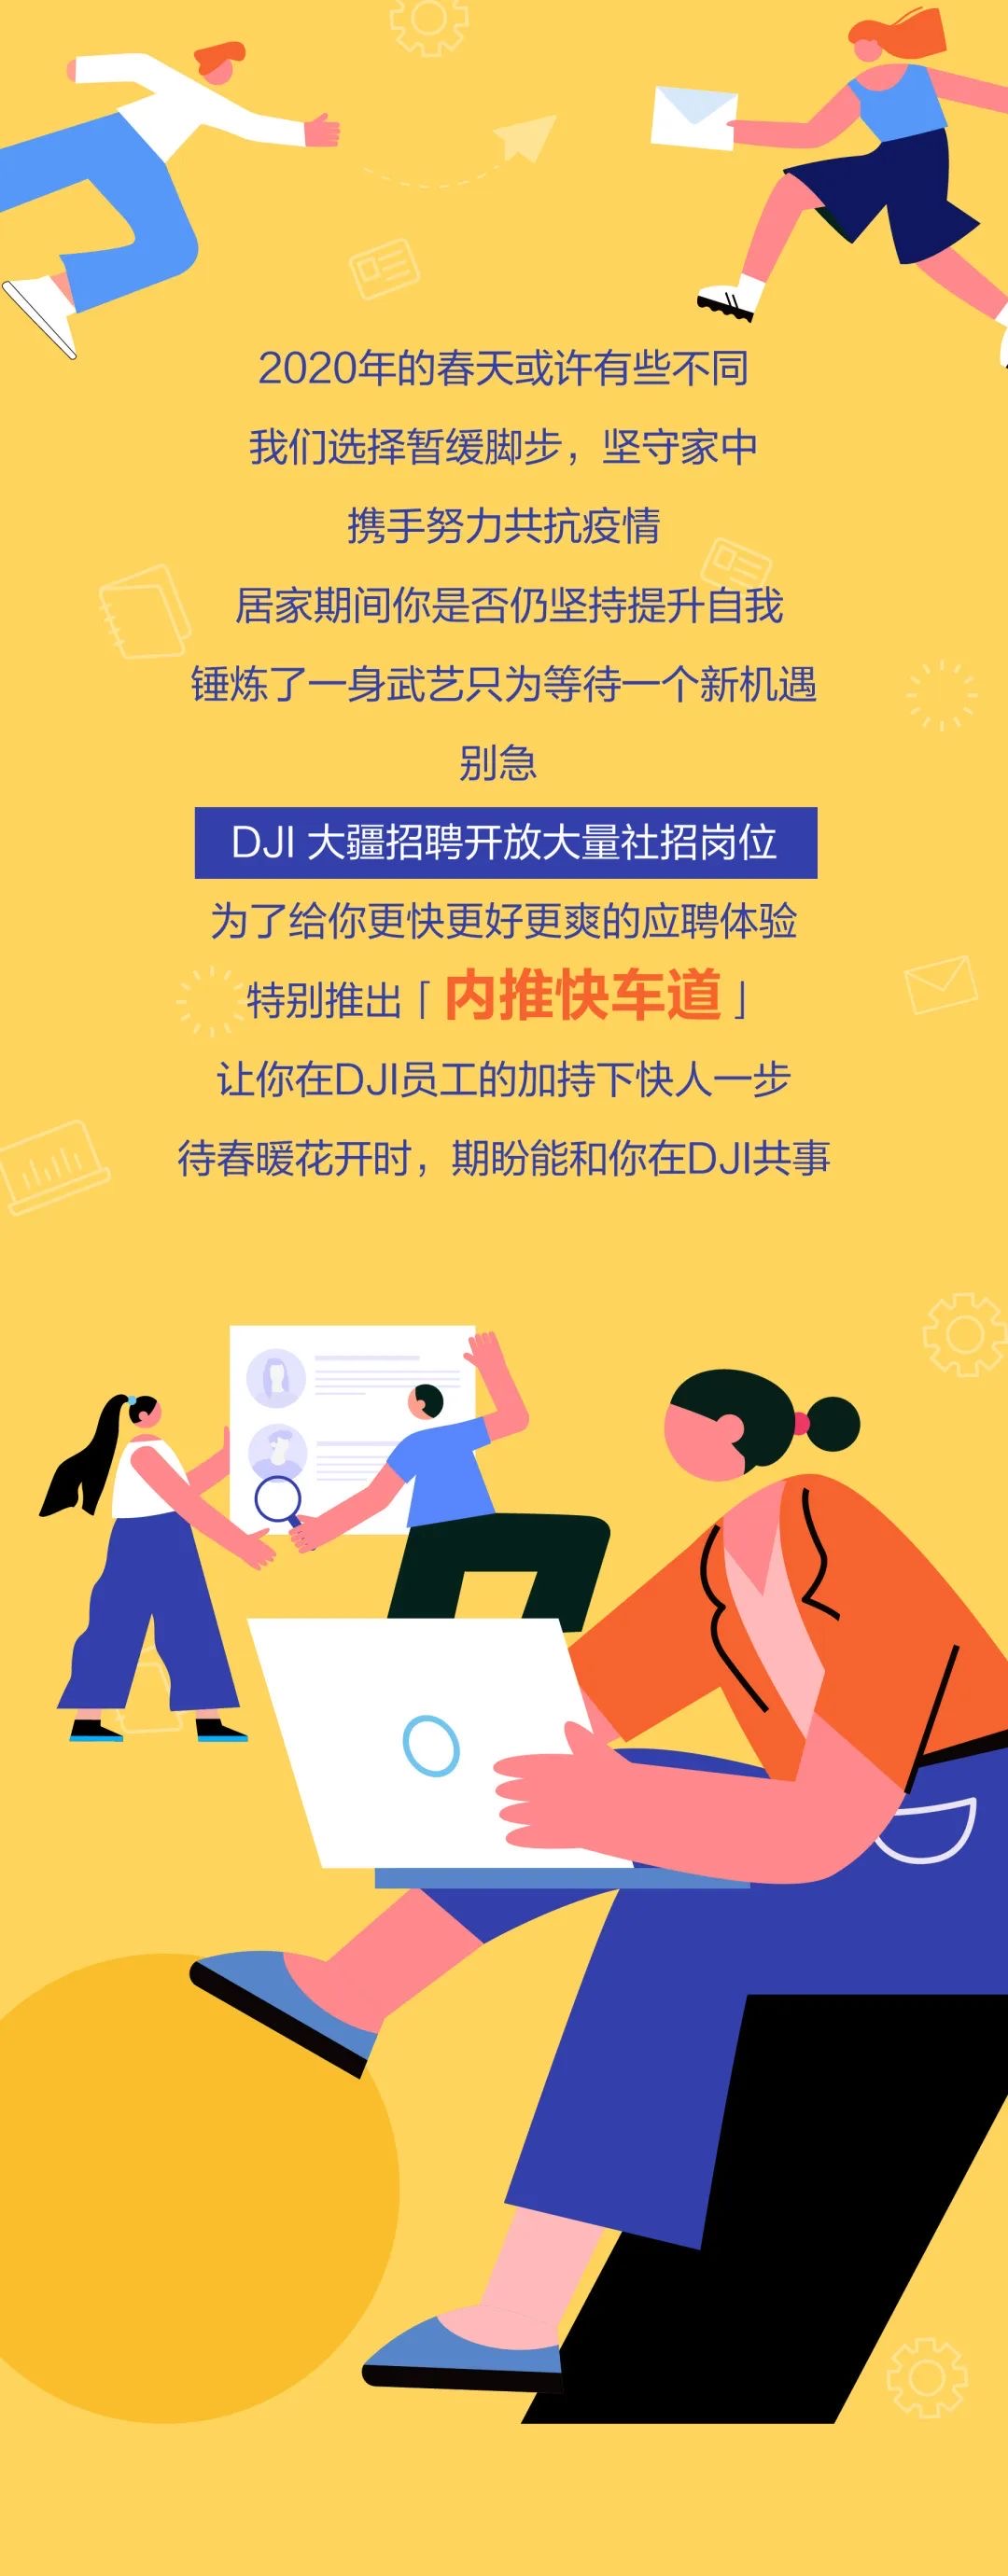 2020年的春天或许有些不同
我们选择暂缓脚步，坚守家中
携手努力共抗疫情
居家期间你是否仍坚持提升自我
锤炼了一身武艺只为等待一个新机遇
别急
DJI 大疆招聘开放大量社招岗位
为了给你更快更好更爽的应聘体验
特别推出「内推快车道」
让你在DJI员工的加持下快人一步
待春暖花开时，期盼能和你在DJI共事